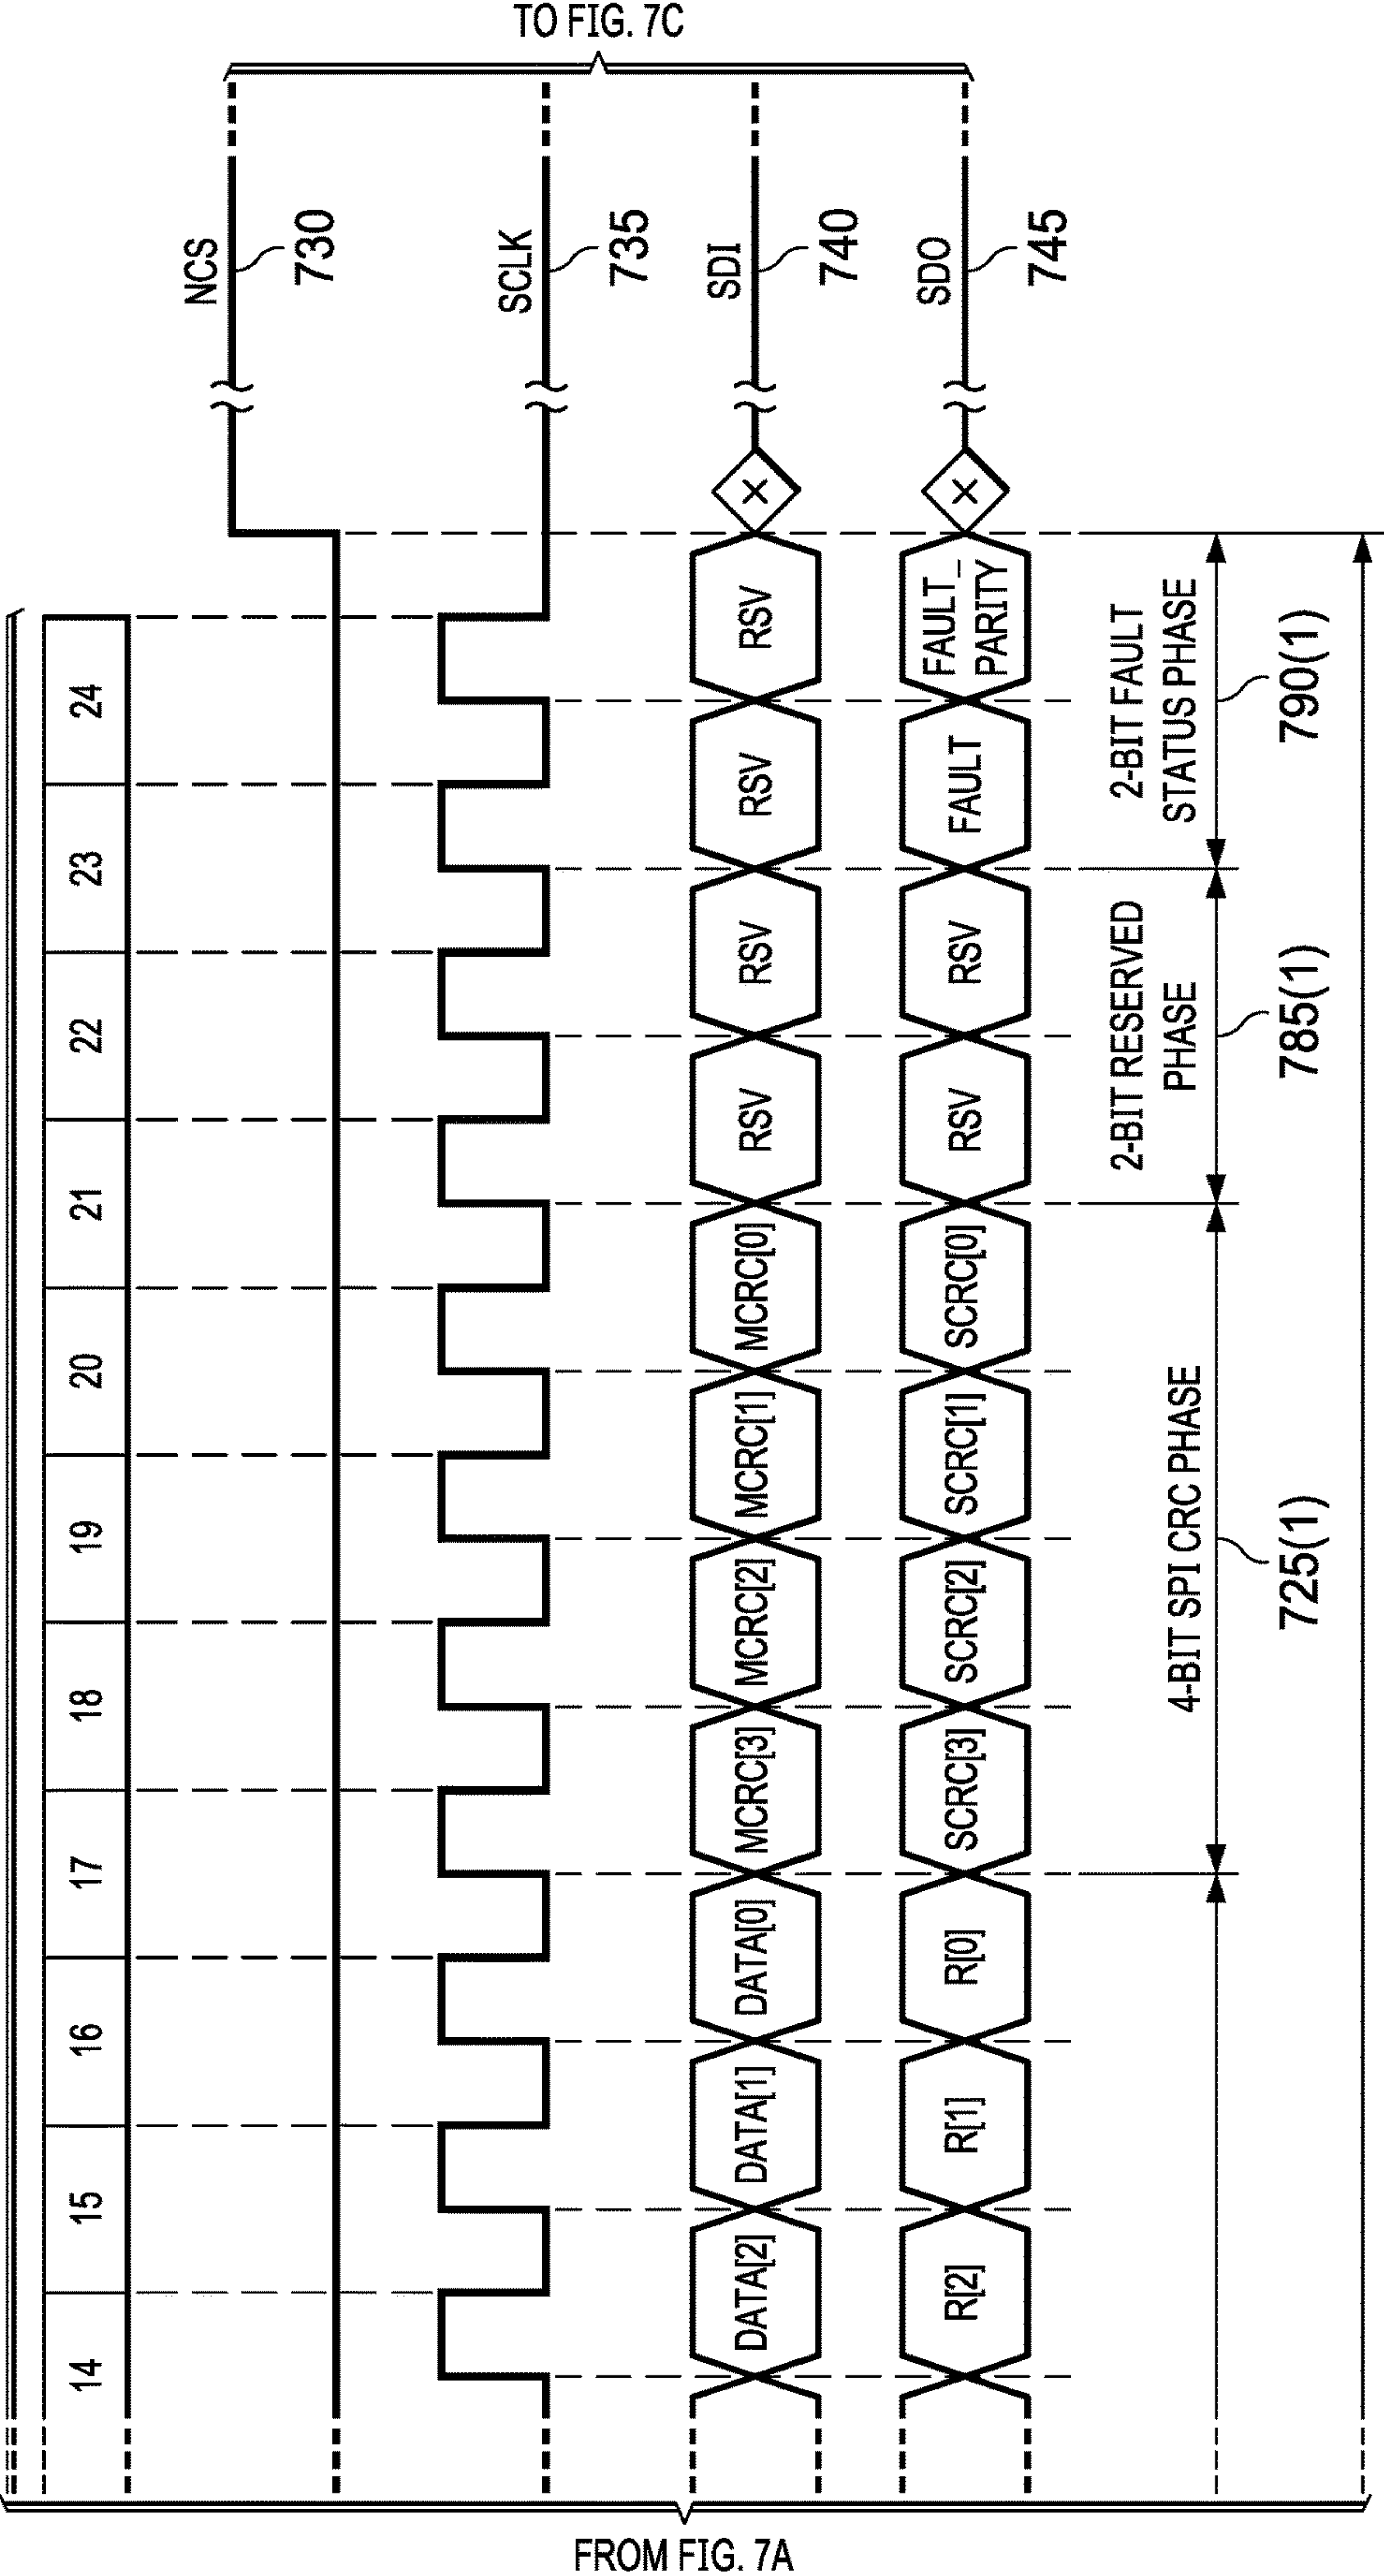 FROM FIG. 7A
TO FIG. 7C
14 15 16 17 18 19 20 21 22 23 24
NCS
730
SCLK
735
DATA[2] DATA[1] DATA[0] MCRC[3] MCRC[2] MCRC[1] MCRC[0] RSV RSV RSV RSV X
SDI
740
R[2] R[1] R[0] SCRC[3] SCRC[2] SCRC[1] SCRC[0] RSV RSV FAULT FAULT_
PARITY
X
SDO
745
4-BIT SPI CRC PHASE
725(1)
2-BIT RESERVED
PHASE
785(1)
2-BIT FAULT
STATUS PHASE
790(1)